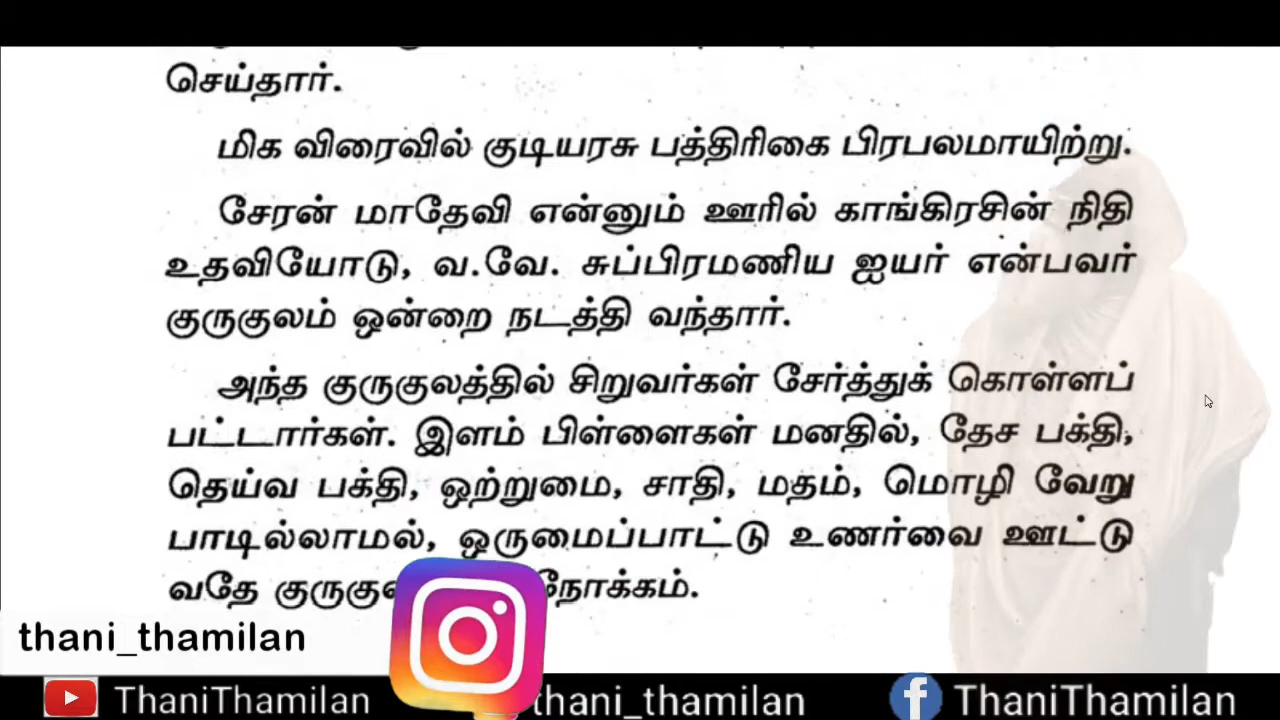 செய்தார்.
மிக விரைவில் குடியரசு பத்திரிகை பிரபலமாயிற்று.
சேரன் மாதேவி என்னும் ஊரில் காங்கிரசின் நிதி
உதவியோடு, வ.வே. சுப்பிரமணிய ஐயர் என்பவர்
குருகுலம் ஒன்றை நடத்தி வந்தார்.
அந்த குருகுலத்தில் சிறுவர்கள் சேர்த்துக் கொள்ளப்
பட்டார்கள். இளம் பிள்ளைகள் மனதில், தேச பக்தி,
தெய்வ பக்தி, ஒற்றுமை, சாதி, மதம், மொழி வேறு
பாடில்லாமல், ஒருமைப்பாட்டு உணர்வை ஊட்டு
வதே நோக்கம்.
thani_thamilan
ThaniThamilan thani_thamilan ThaniThamilan